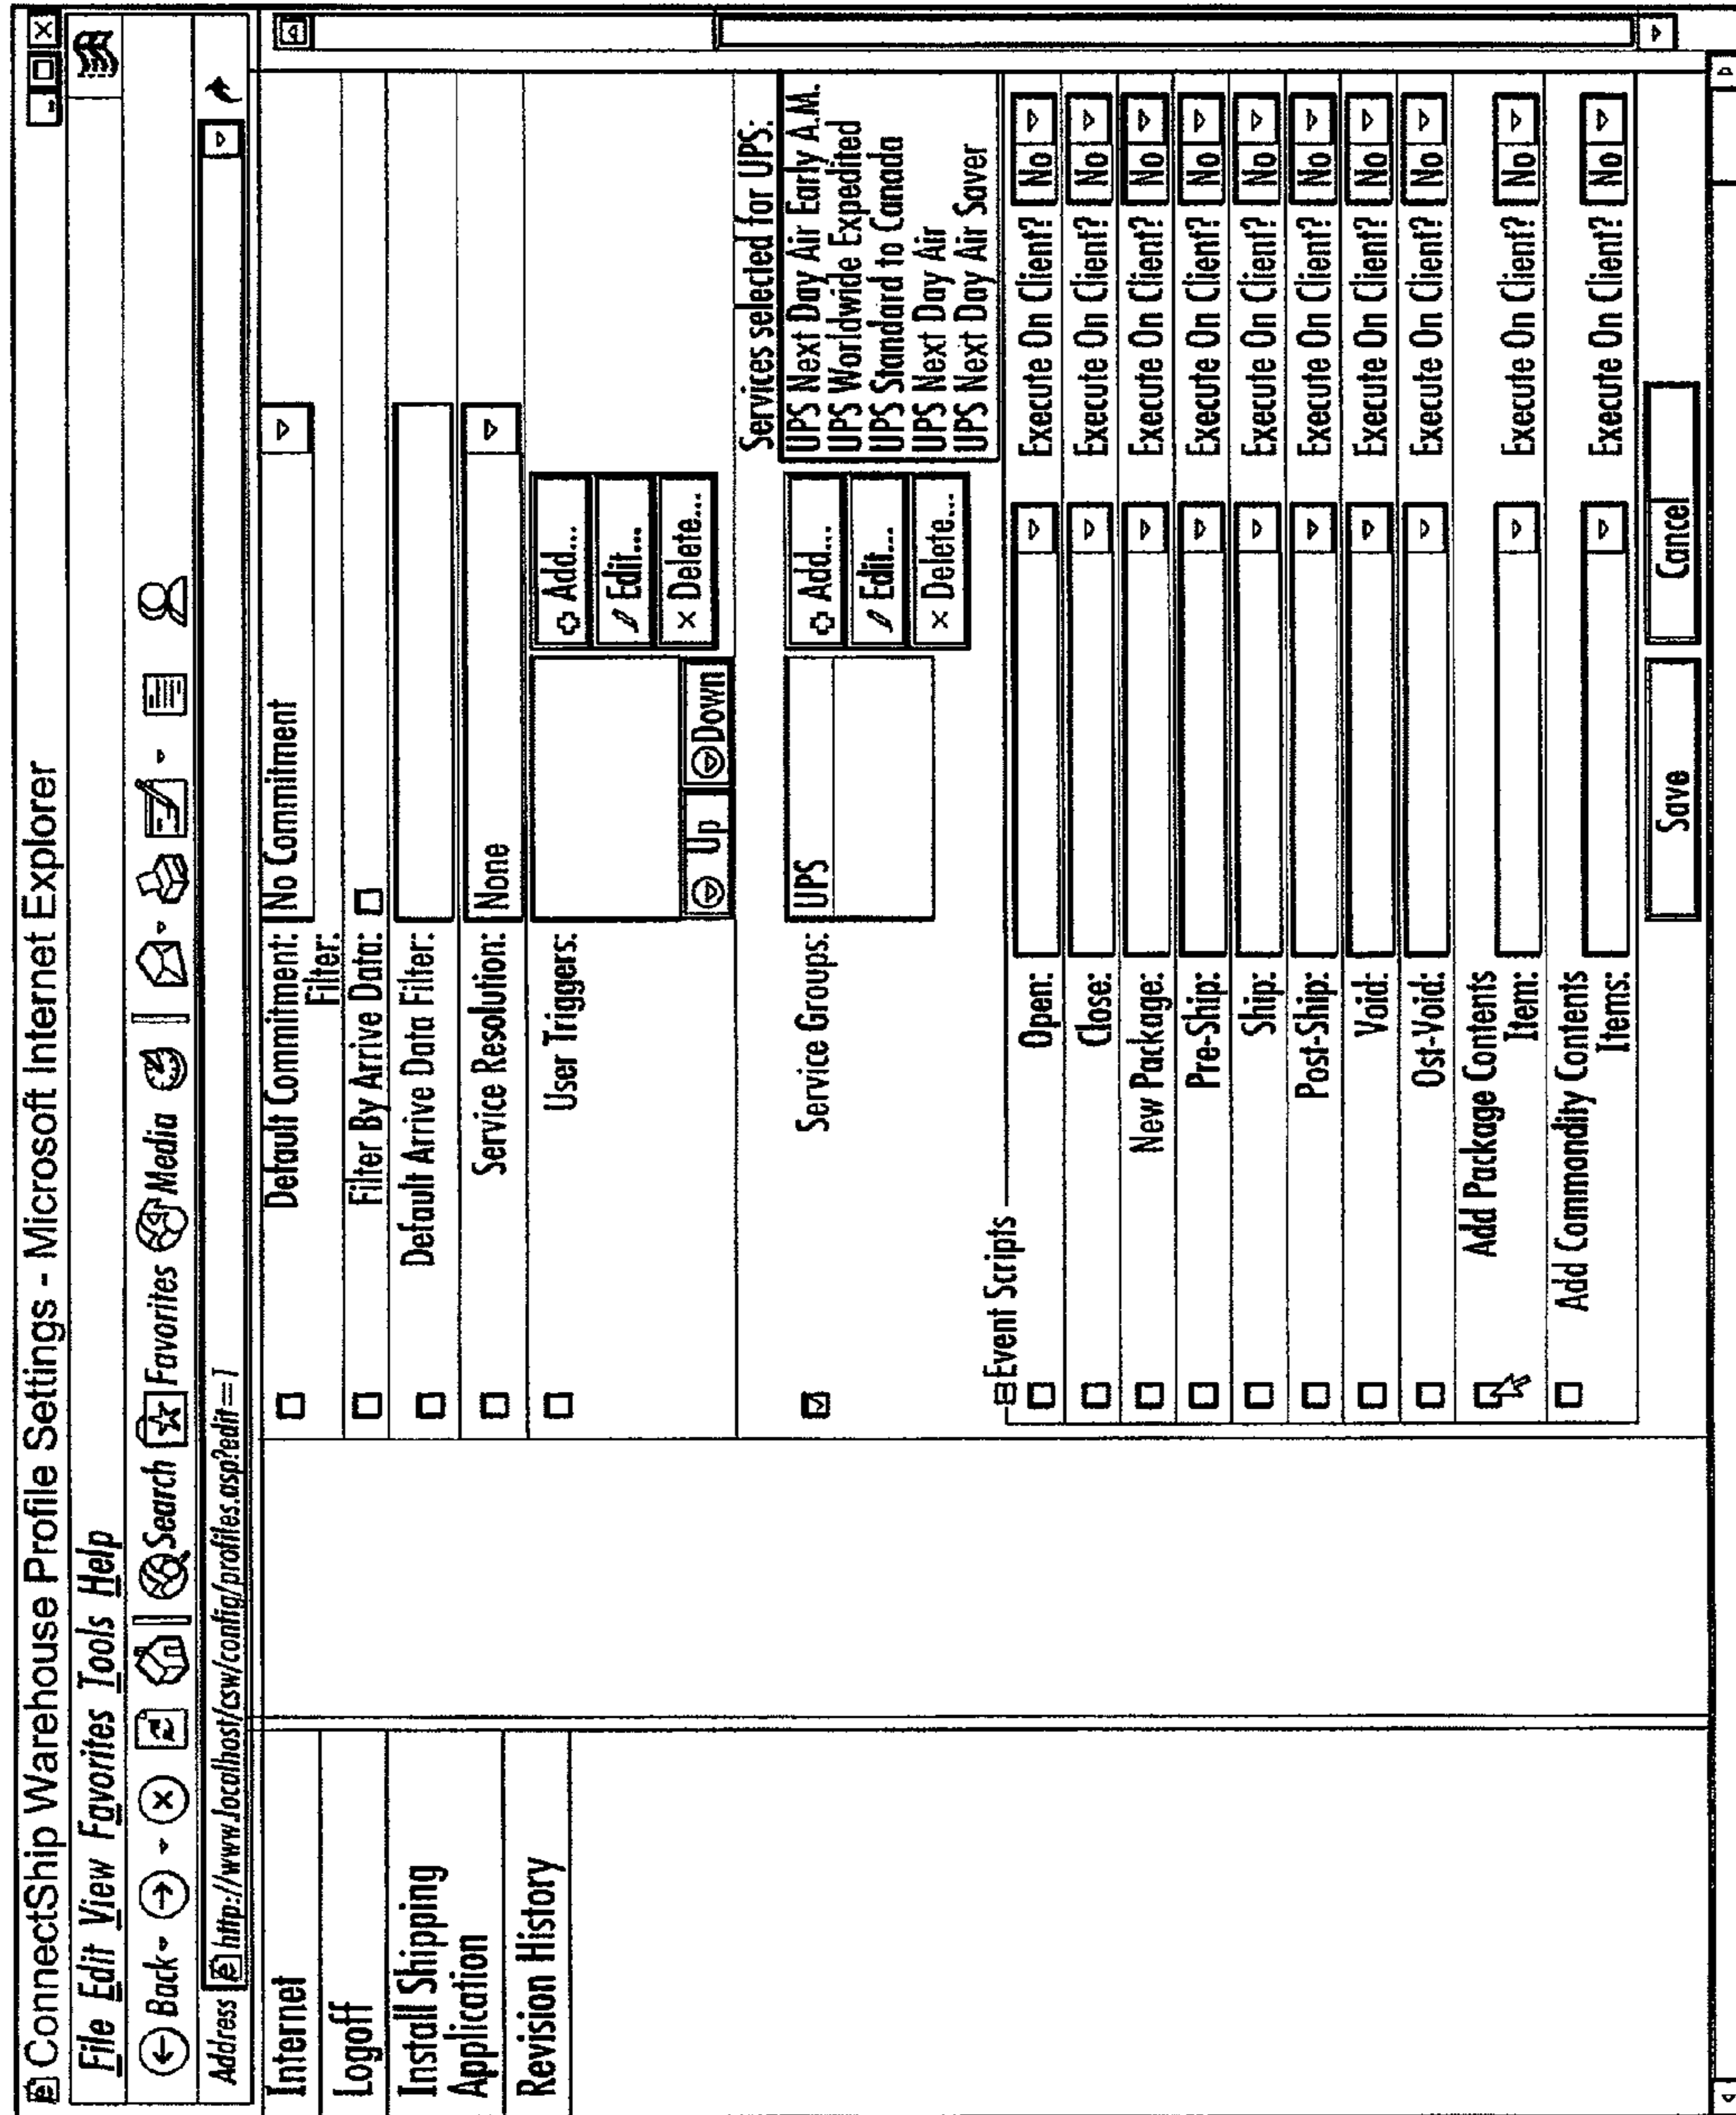 ConnectShip Warehouse Profile Settings - Microsoft Internet Explorer
File Edit View Favorites Tools Help
Back Search Favorites Media
Address http://www.localhost/csw/config/profiles.asp?edit==1
Internet
Logoff
Install Shipping
Application
Revision History
Default Commitment: No Commitment
Filter:
Filter By Arrive Data:
Default Arrive Data Filter:
Service Resolution: None
User Triggers:
Add...
Edit...
Delete...
Up Down
Services selected for UPS:
Service Groups: UPS
Add...
Edit...
Delete...
UPS Next Day Air Early A.M.
UPS Worldwide Expedited
UPS Standard to Canada
UPS Next Day Air
UPS Next Day Air Saver
Event Scripts
Open: Execute On Client? No
Close: Execute On Client? No
New Package: Execute On Client? No
Pre-Ship: Execute On Client? No
Ship: Execute On Client? No
Post-Ship: Execute On Client? No
Void: Execute On Client? No
Ost-Void: Execute On Client? No
Add Package Contents
Item: Execute On Client? No
Add Commondity Contents
Items: Execute On Client? No
Save Cancel